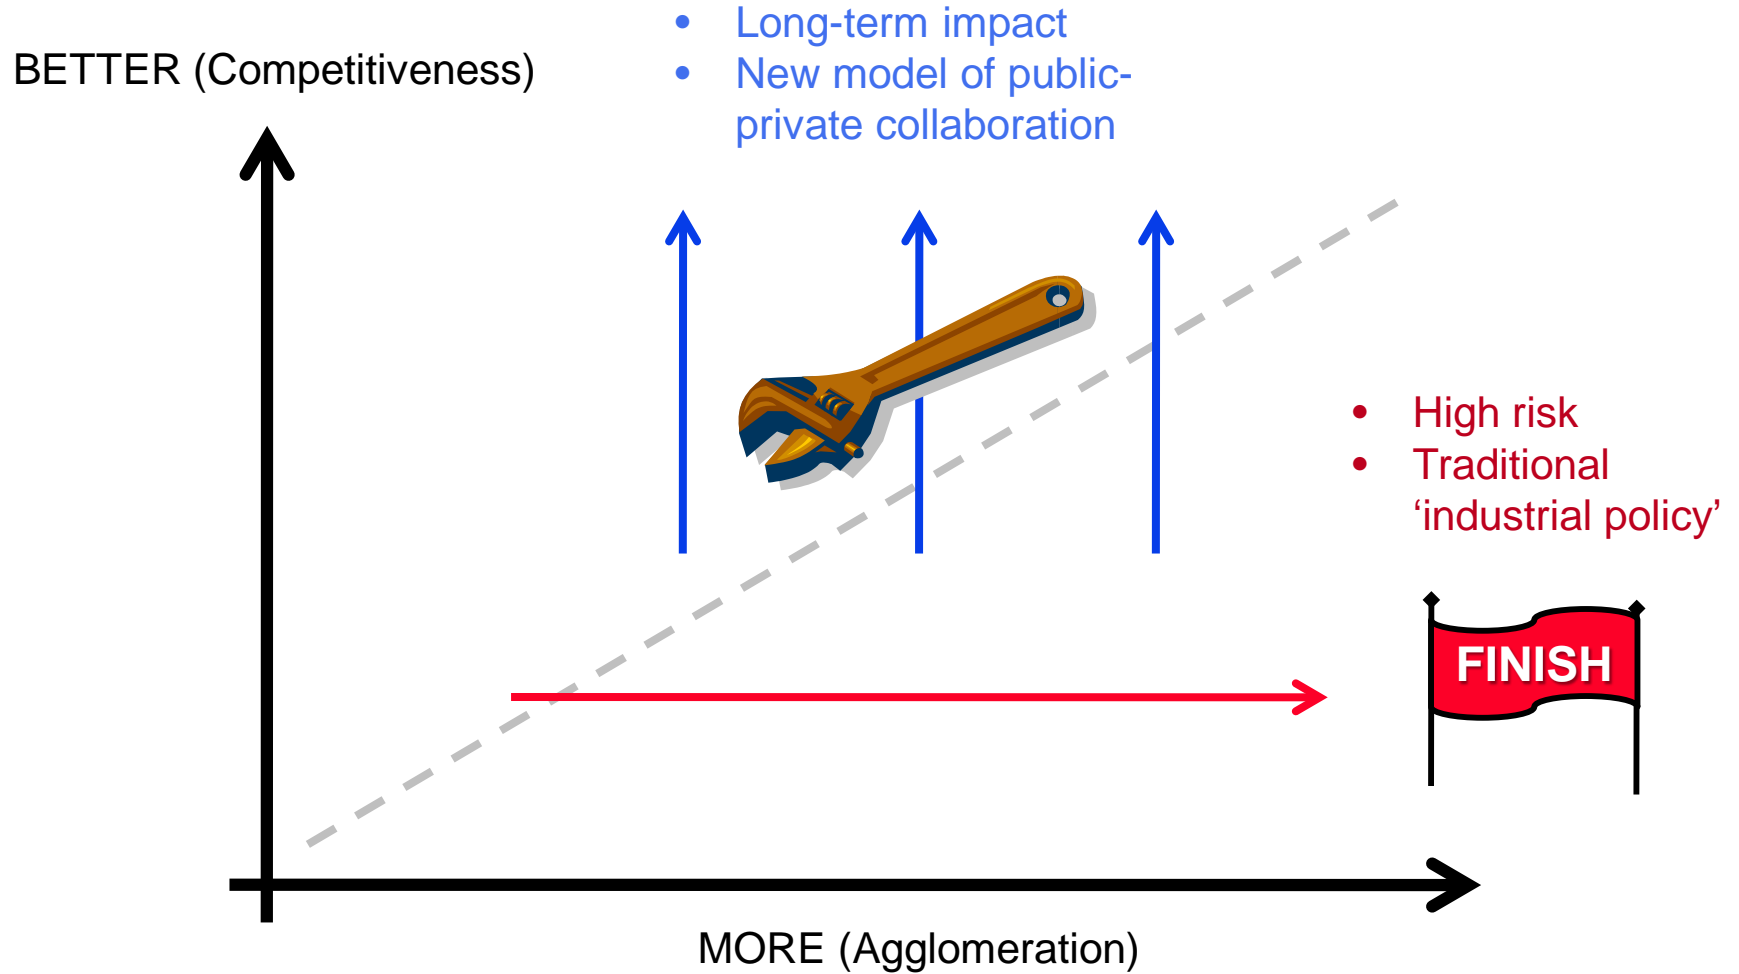 • Long-term impact
BETTER (Competitiveness)
• New model of public-
private collaboration
• High risk
• Traditional
‘industrial policy’
FINISH
MORE (Agglomeration)